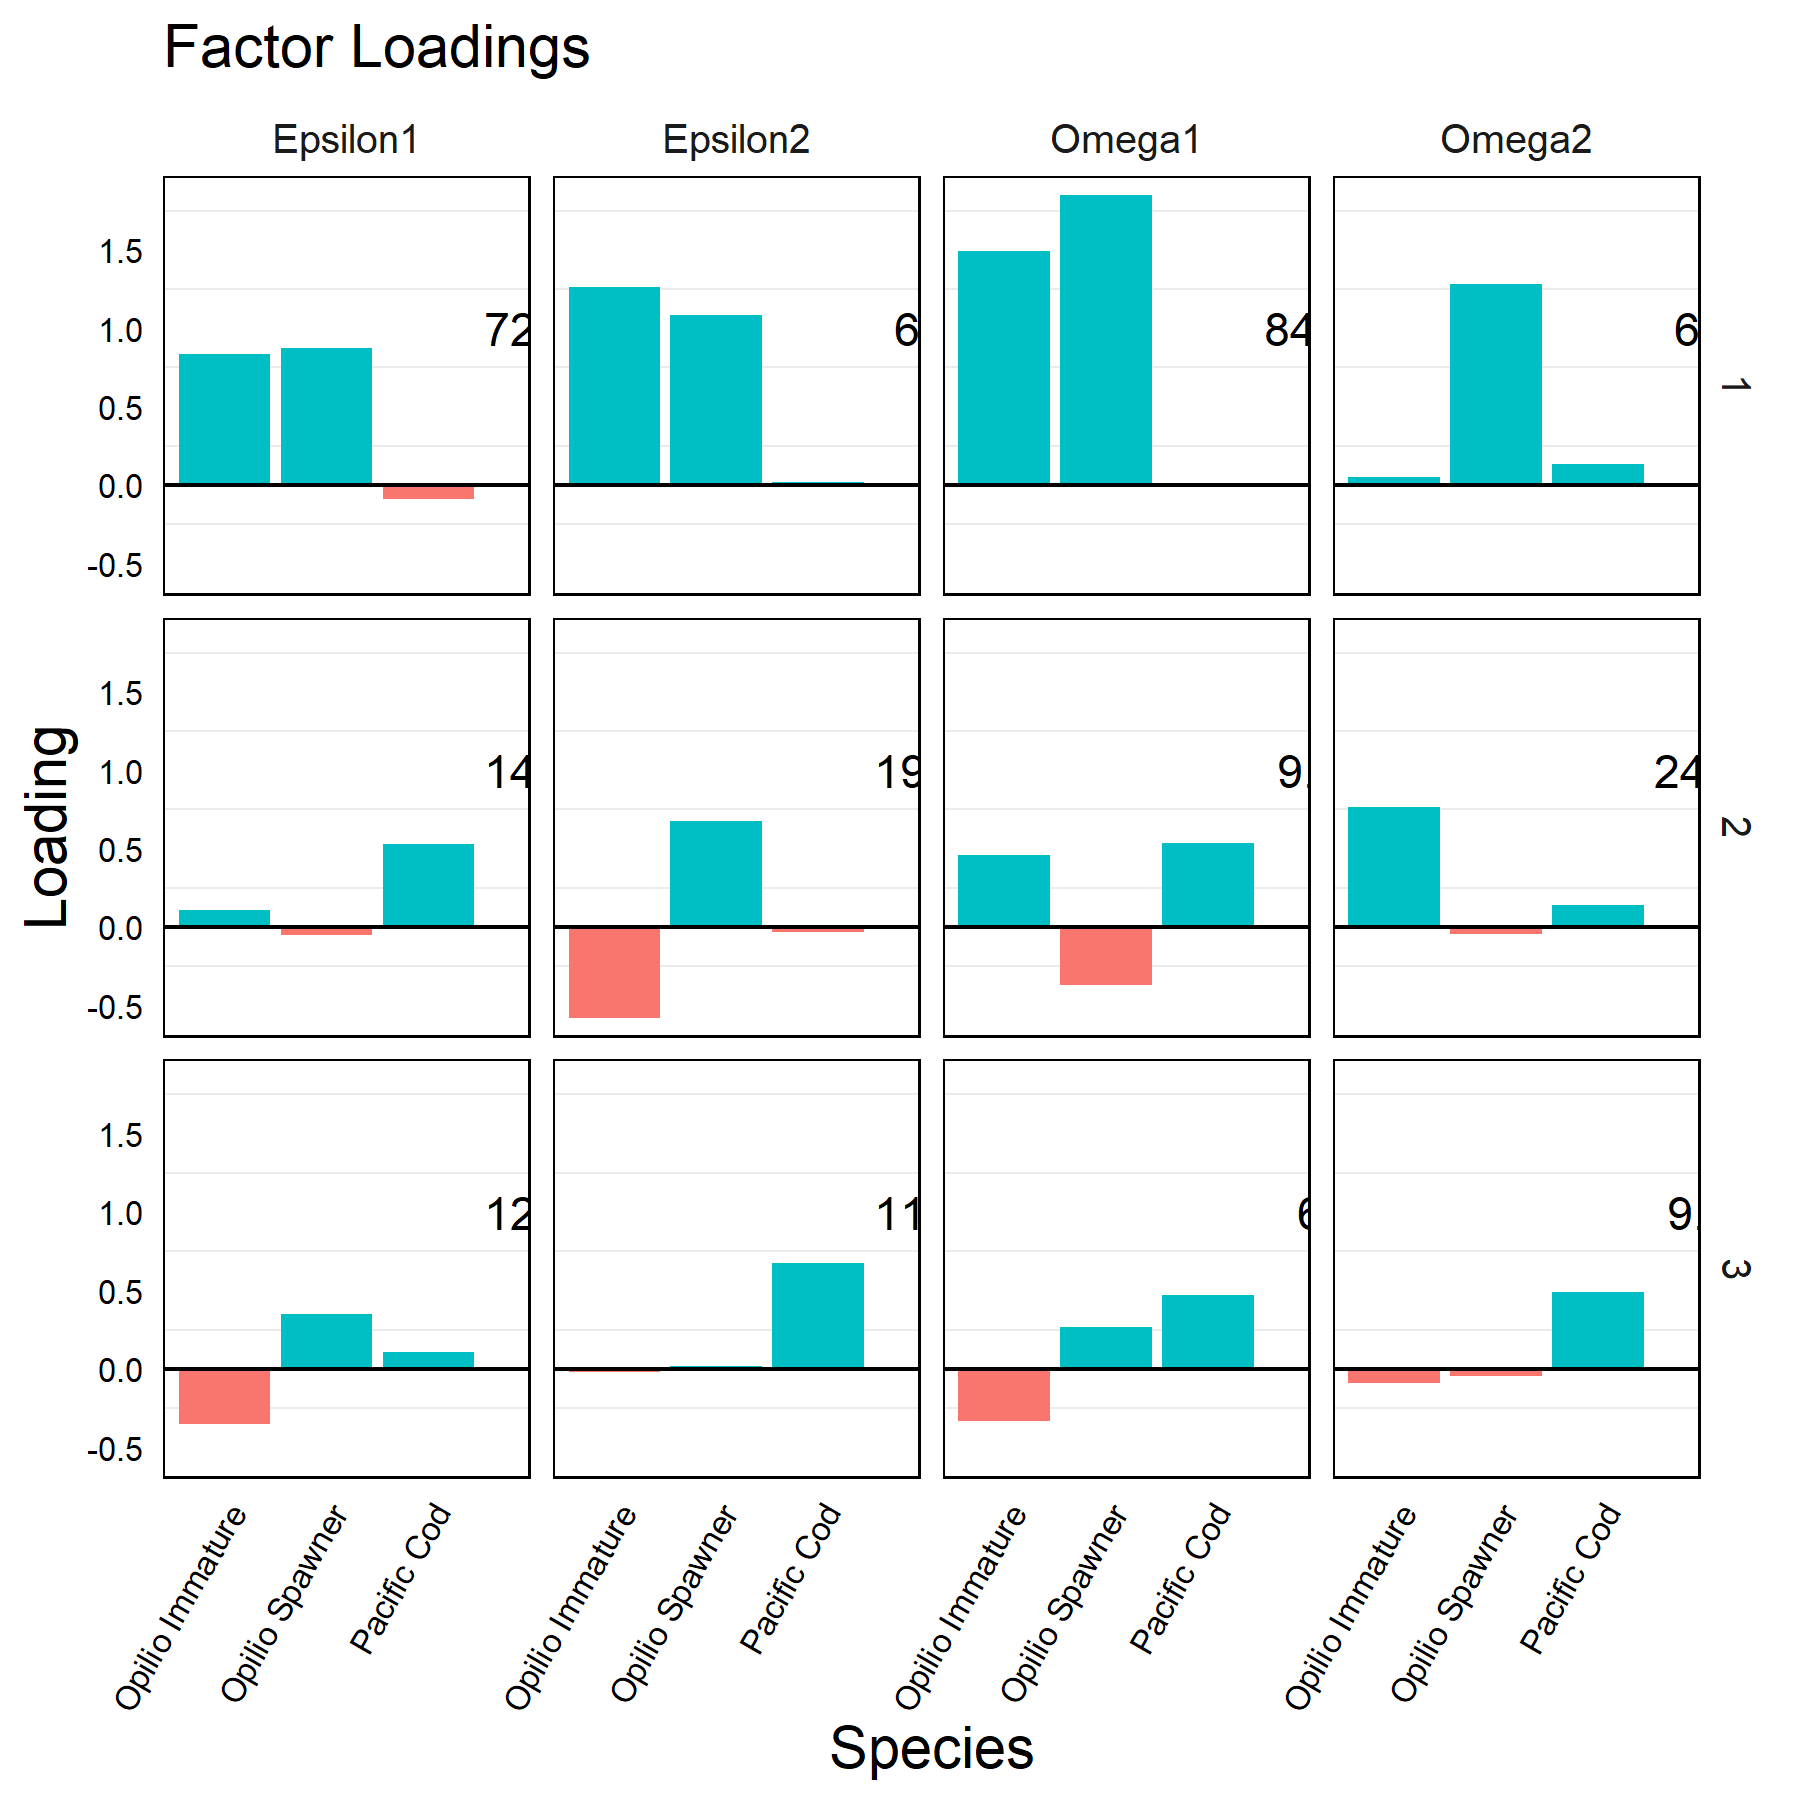 Factor Loadings
Epsilon1 Epsilon2 Omega1 Omega2
1.5
1.0
0.5
0.0
-0.5
72 6 84 6
1
1.5
1.0
0.5
0.0
-0.5
14 19 9. 24
2
1.5
1.0
0.5
0.0
-0.5
12 11 6 9.
3
Loading
Opilio Immature Opilio Spawner Pacific Cod Opilio Immature Opilio Spawner Pacific Cod Opilio Immature Opilio Spawner Pacific Cod Opilio Immature Opilio Spawner Pacific Cod
Species